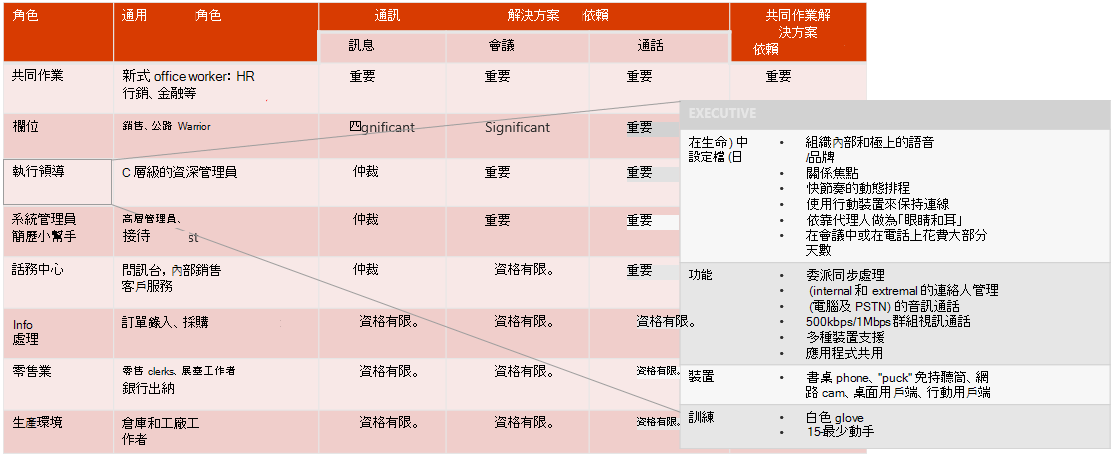 角色 通用 角色 通訊 解決方案 依賴 共同作業解
決方案
依賴
訊息 會議 通話
共同作業 新式 office worker: HR 重要 重要 重要 重要
行銷、金融等
欄位 銷售、公路 Warrior 四gnificant Significant 重要
執行領導 C 層級的資深管理員 仲裁 重要 重要
系統管理員 高層管理員、 仲裁 重要 重要
簡歷小幫手 接待 st
話務中心 問訊台，內部銷售 仲裁 資格有限。 重要
客戶服務
Info 訂單錄入、採購 資格有限。 資格有限。 資格有限。
處理
零售業 零售 clerks、展臺工作者 資格有限。 資格有限。 資格有限。
銀行出納
生產環境 倉庫和工廠工 資格有限。 資格有限。 資格有限。
作者
EXECUTIVE
在生命) 中 • 組織內部和極上的語音
設定檔 (日 /品牌
• 關係焦點
• 快節奏的動態排程
• 使用行動裝置來保持連線
• 依靠代理人做為「眼睛和耳」
• 在會議中或在電話上花費大部分
天數
功能 • 委派同步處理
• (internal 和 extremal 的連絡人管理
• (電腦及 PSTN) 的音訊通話
• 500kbps/1Mbps 群組視訊通話
• 多種裝置支援
• 應用程式共用
裝置 • 書桌 phone、"puck" 免持聽筒、網
路 cam、桌面用戶端、行動用戶端
訓練 • 白色 glove
• 15-最少動手